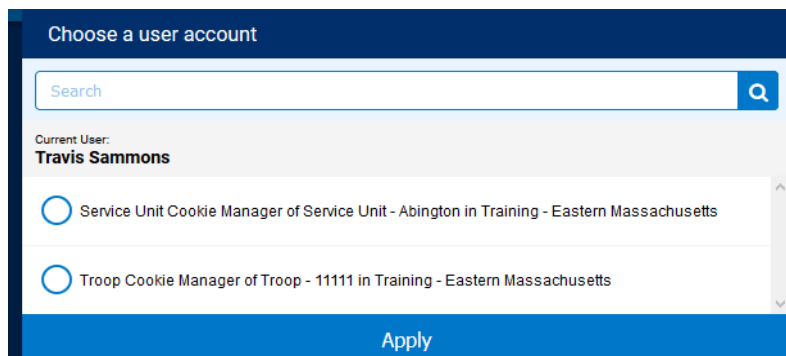 Choose a user account
Search
Current User:
Travis Sammons
Service Unit Cookie Manager of Service Unit - Abington in Training - Eastern Massachusetts
Troop Cookie Manager of Troop - 11111 in Training - Eastern Massachusetts
Apply